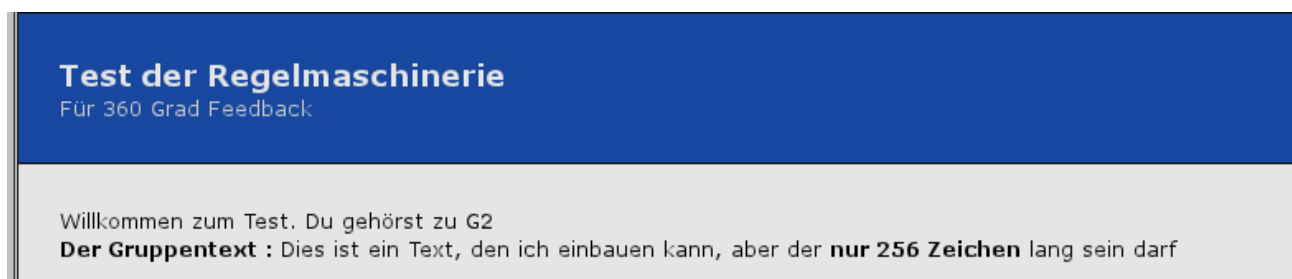 Test der Regelmaschinerie
Für 360 Grad Feedback
Willkommen zum Test. Du gehörst zu G2
Der Gruppentext : Dies ist ein Text, den ich einbauen kann, aber der nur 256 Zeichen lang sein darf